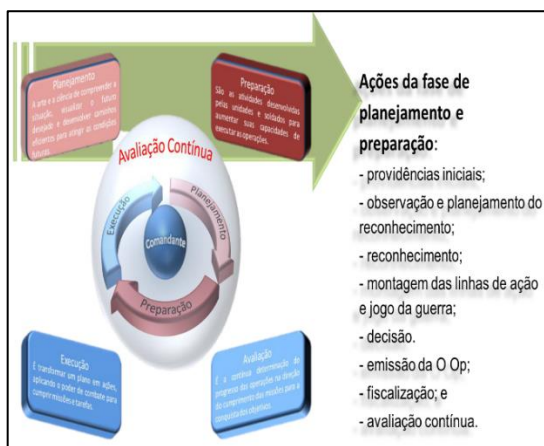 Planejamento
A arte e a ciência de compreender a
situação, visualizar o futuro
desejado e desenvolver caminhos
eficientes para atingir as condições
futuras.
Preparação
São as atividades desenvolvidas
pelas unidades e soldados para
aumentar suas capacidades de
executar as operações.
Avaliação Contínua
Execução
Planejamento
Comandante
Preparação
Execução
É transformar um plano em ações,
aplicando o poder de combate para
cumprir missões e tarefas.
Avaliação
É a contínua determinação do
progresso das operações na direção
do cumprimento das missões para a
conquista dos objetivos.
Ações da fase de
planejamento e
preparação:
- providências iniciais;
- observação e planejamento do
reconhecimento;
- reconhecimento;
- montagem das linhas de ação
e jogo da guerra;
- decisão.
- emissão da O Op;
- fiscalização; e
- avaliação contínua.